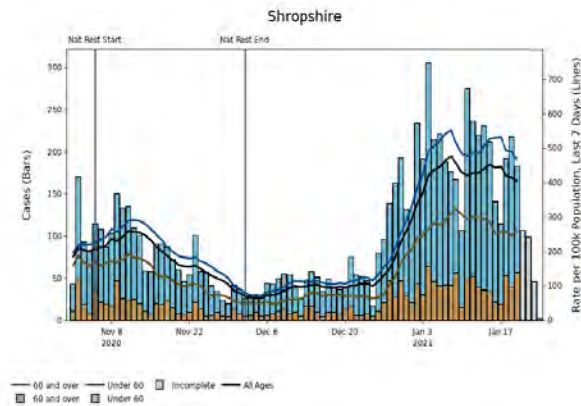 Shropshire
Nat Rest Start
Nat Rest End
Cases (Bars)
300
250
200
150
100
50
0
Rate per 100k Population, Last 7 Days (Lines)
700
600
500
400
300
200
100
0
Nov 8
2020
Nov 22
Dec 6
Dec 20
Jan 3
2021
Jan 17
60 and over
Under 60
Incomplete
All Ages
60 and over
Under 60